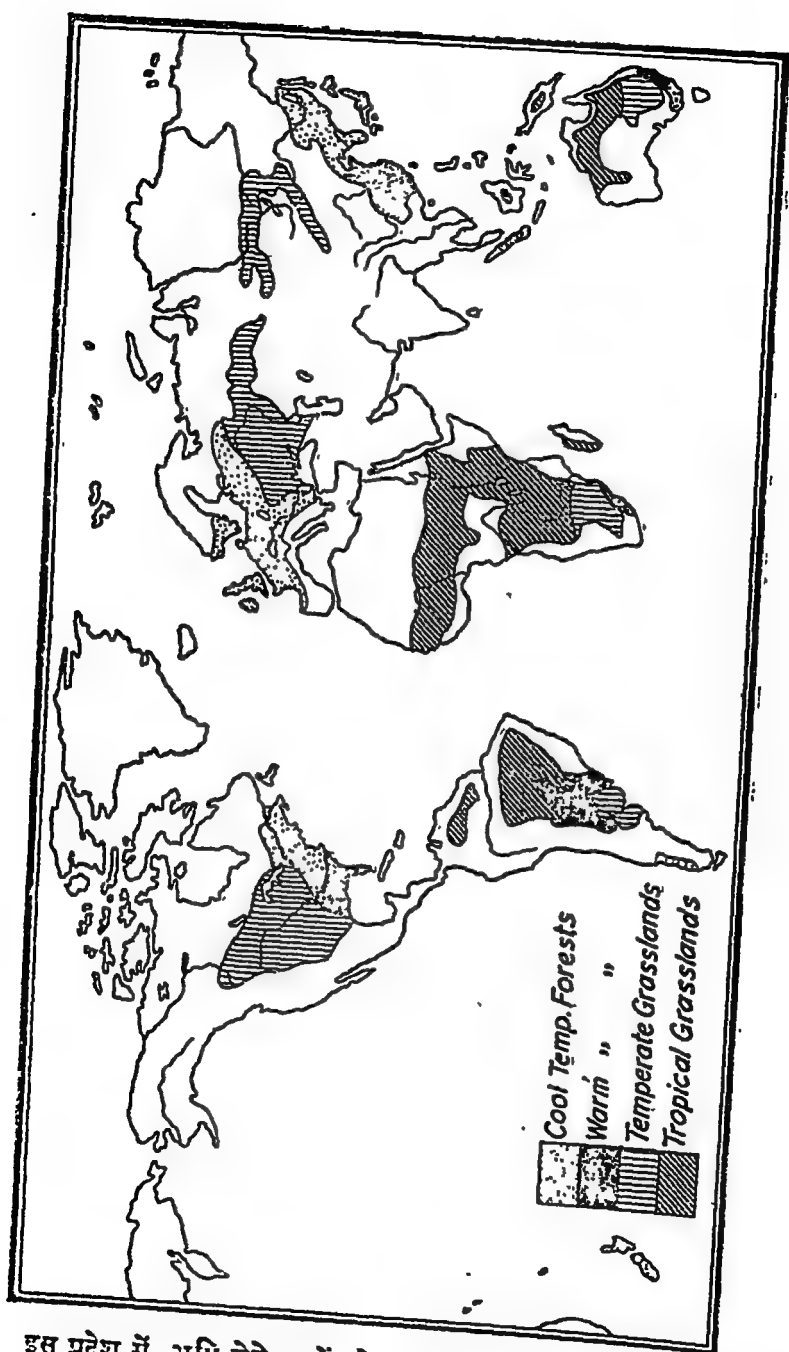 Cool Temp. Forests
Warm " "
Temperate Grasslands
Tropical Grasslands
इस प्रदेश में